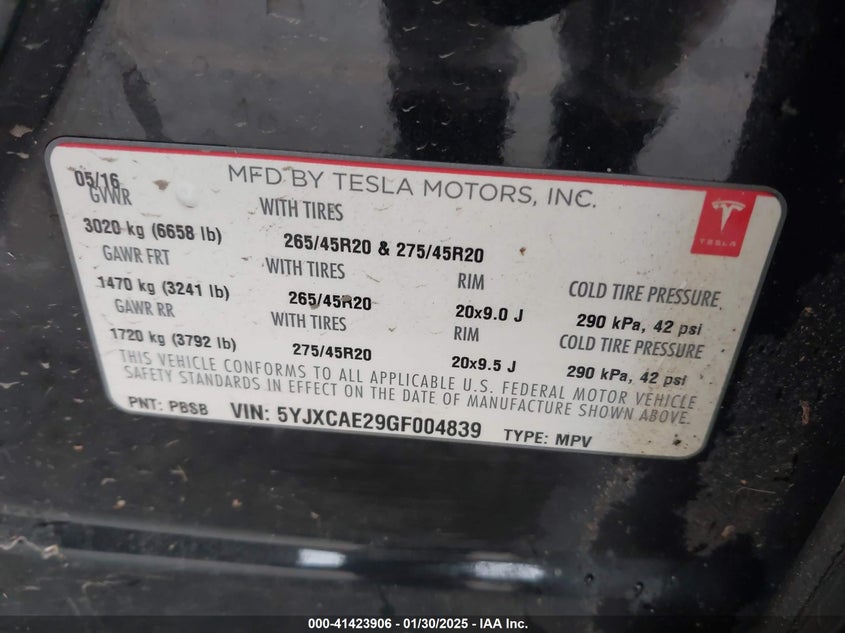 05/16
MFD BY TESLA MOTORS, INC.
GVWR WITH TIRES
3020 kg (6658 lb) 265/45R20 & 275/45R20
GAWR FRT WITH TIRES RIM COLD TIRE PRESSURE
1470 kg (3241 lb) 265/45R20 20x9.0 J 290 kPa, 42 psi
GAWR RR WITH TIRES RIM COLD TIRE PRESSURE
1720 kg (3792 lb) 275/45R20 20x9.5 J 290 kPa, 42 psi
THIS VEHICLE CONFORMS TO ALL APPLICABLE U.S. FEDERAL MOTOR VEHICLE
SAFETY STANDARDS IN EFFECT ON THE DATE OF MANUFACTURE SHOWN ABOVE.
PNT: PBSB VIN: 5YJXCAE29GF004839 TYPE: MPV
TESLA
000-41423906 - 01/30/2025 - IAA Inc.